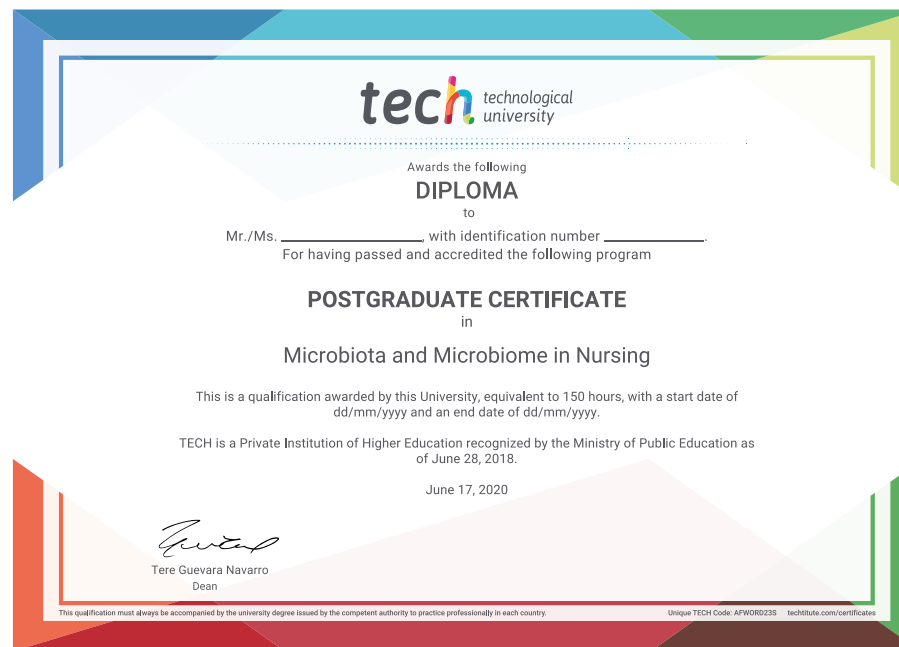 tech technological
university
Awards the following
DIPLOMA
to
Mr./Ms. ____________, with identification number ____________.
For having passed and accredited the following program
POSTGRADUATE CERTIFICATE
in
Microbiota and Microbiome in Nursing
This is a qualification awarded by this University, equivalent to 150 hours, with a start date of
dd/mm/yyyy and an end date of dd/mm/yyyy.
TECH is a Private Institution of Higher Education recognized by the Ministry of Public Education as
of June 28, 2018.
June 17, 2020
Tere Guevara Navarro
Dean
This qualification must always be accompanied by the university degree issued by the competent authority to practice professionally in each country. Unique TECH Code: AFWORD23S techtitute.com/certificates